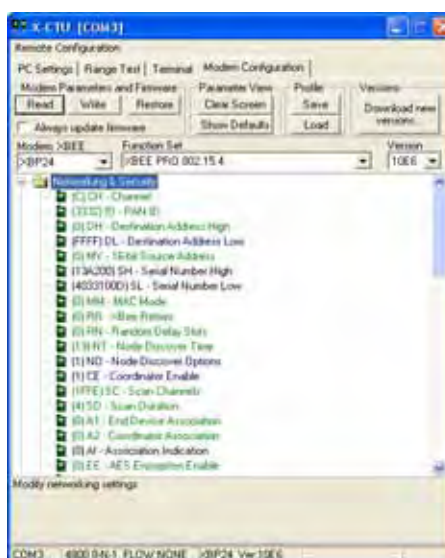 X-CTU [COM3]
Remote Configuration
PC Settings Range Test Terminal Modem Configuration
Modem Parameters and Firmware Parameter View Profile Versions
Read Write Restore Clear Screen Save Download new
Always update firmware Show Defaults Load versions...
Modem: XBEE Function Set Version
XBP24 XBEE PRO 802.15.4 10E6
Networking & Security
(C) CH - Channel
(3332) ID - PAN ID
(0) DH - Destination Address High
(FFFF) DL - Destination Address Low
(0) MY - 16-bit Source Address
(13A200) SH - Serial Number High
(4033100D) SL - Serial Number Low
(0) MM - MAC Mode
(0) RR - XBee Retries
(0) RN - Random Delay Slots
(19) NT - Node Discover Time
(1) NO - Node Discover Options
(1) CE - Coordinator Enable
(1FFE) SC - Scan Channels
(4) SD - Scan Duration
(0) A1 - End Device Association
(0) A2 - Coordinator Association
(0) AI - Association Indication
(0) EE - AES Encryption Enable
Modify networking settings
COM3 4800 8-N-1 FLOW:NONE XBP24 Ver:10E6